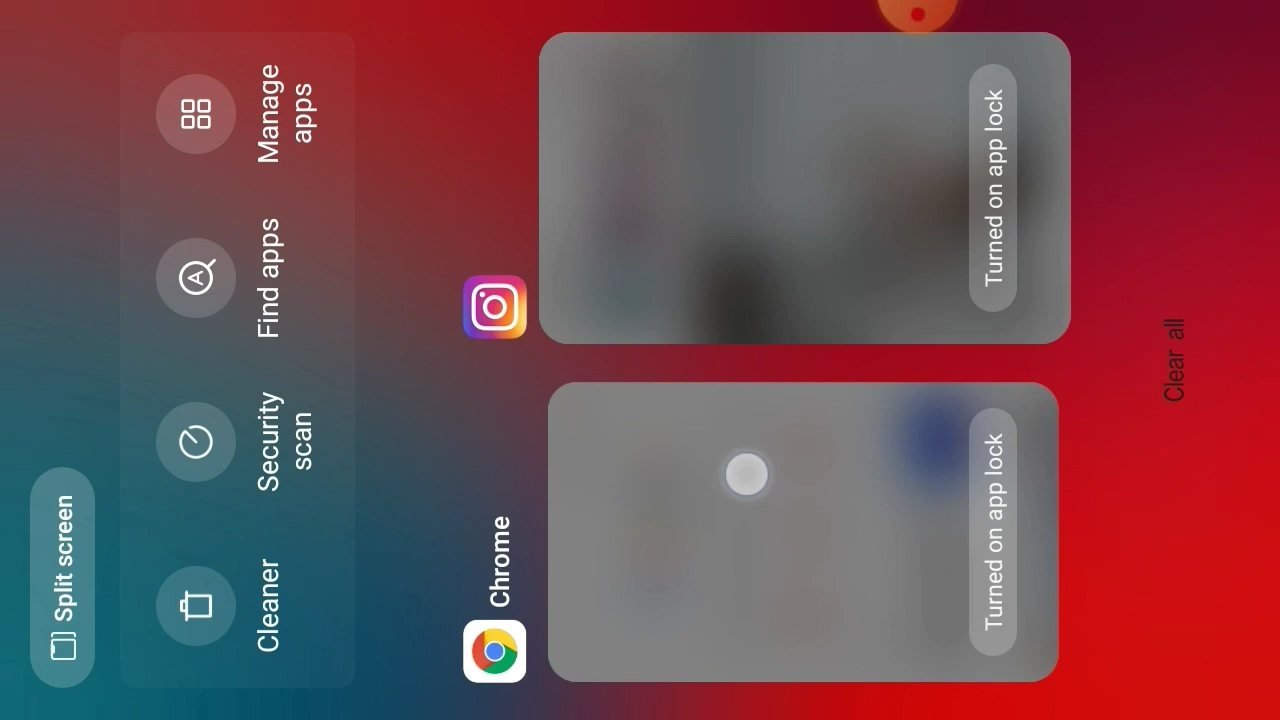 Split screen
Cleaner
Security
scan
Find apps
Manage
apps
Chrome
Turned on app lock
Turned on app lock
Clear all